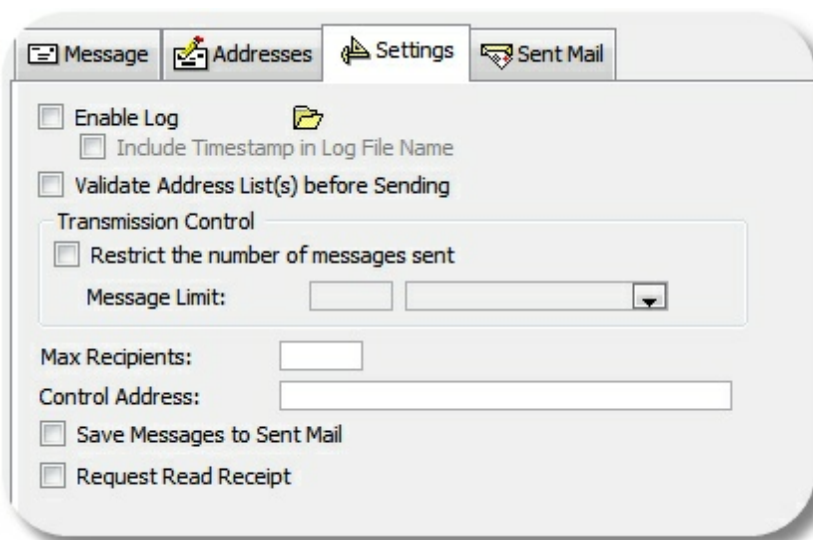 Message Addresses Settings Sent Mail
Enable Log
Include Timestamp in Log File Name
Validate Address List(s) before Sending
Transmission Control
Restrict the number of messages sent
Message Limit:
Max Recipients:
Control Address:
Save Messages to Sent Mail
Request Read Receipt